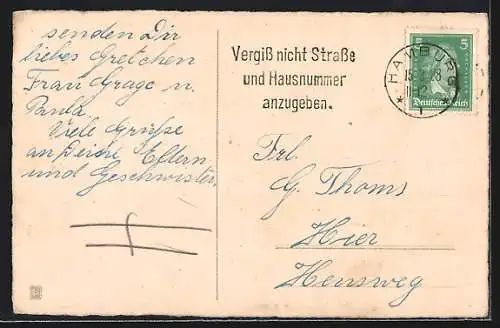 senden Dir
liebes Gretchen
Frau Grage u.
Paula
Viele Grüße
an Deine Eltern
und Geschwister.
Vergiß nicht Straße
und Hausnummer
anzugeben.
HAMBURG
5
Deutsches Reich
Frl.
G. Thoms
Hier
Heusweg